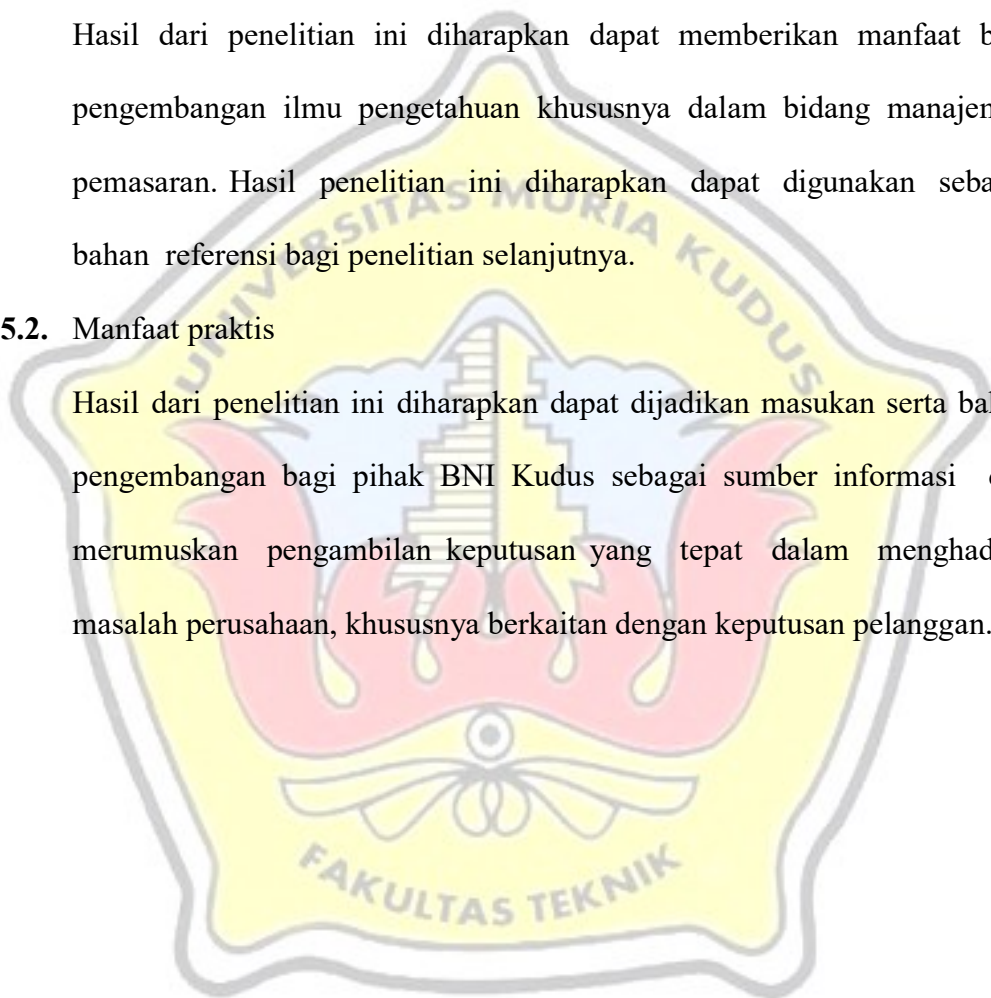 Hasil dari penelitian ini diharapkan dapat memberikan manfaat b
pengembangan ilmu pengetahuan khususnya dalam bidang manajem
pemasaran. Hasil penelitian ini diharapkan dapat digunakan seba
bahan referensi bagi penelitian selanjutnya.
5.2. Manfaat praktis
Hasil dari penelitian ini diharapkan dapat dijadikan masukan serta bal
pengembangan bagi pihak BNI Kudus sebagai sumber informasi
merumuskan pengambilan keputusan yang tepat dalam menghad
masalah perusahaan, khususnya berkaitan dengan keputusan pelanggan.
UNIVERSITAS MURIA KUDUS
FAKULTAS TEKNIK